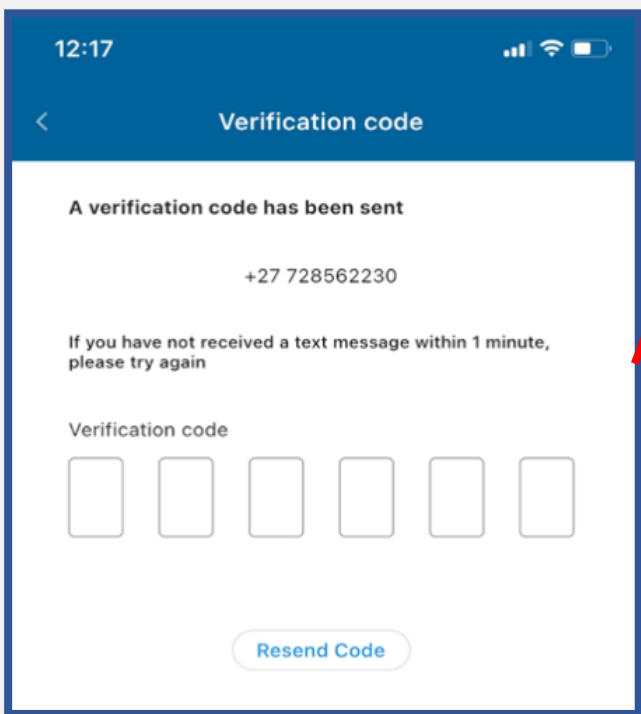 12:17
Verification code
A verification code has been sent
+27 728562230
If you have not received a text message within 1 minute,
please try again
Verification code
Resend Code